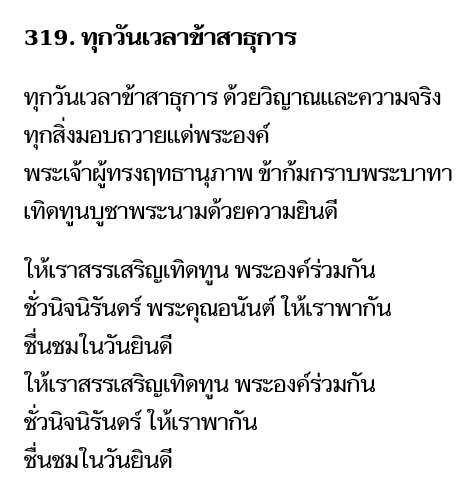 319. ทุกวันเวลาข้าสาธุการ
ทุกวันเวลาข้าสาธุการ ด้วยวิญาณและความจริง
ทุกสิ่งมอบถวายแด่พระองค์
พระเจ้าผู้ทรงฤทธานุภาพ ข้าก้มกราบพระบาทา
เทิดทูนบูชาพระนามด้วยความยินดี
ให้เราสรรเสริญเทิดทูน พระองค์ร่วมกัน
ชั่วนิจนิรันดร์ พระคุณอนันต์ ให้เราพากัน
ชื่นชมในวันยินดี
ให้เราสรรเสริญเทิดทูน พระองค์ร่วมกัน
ชั่วนิจนิรันดร์ ให้เราพากัน
ชื่นชมในวันยินดี